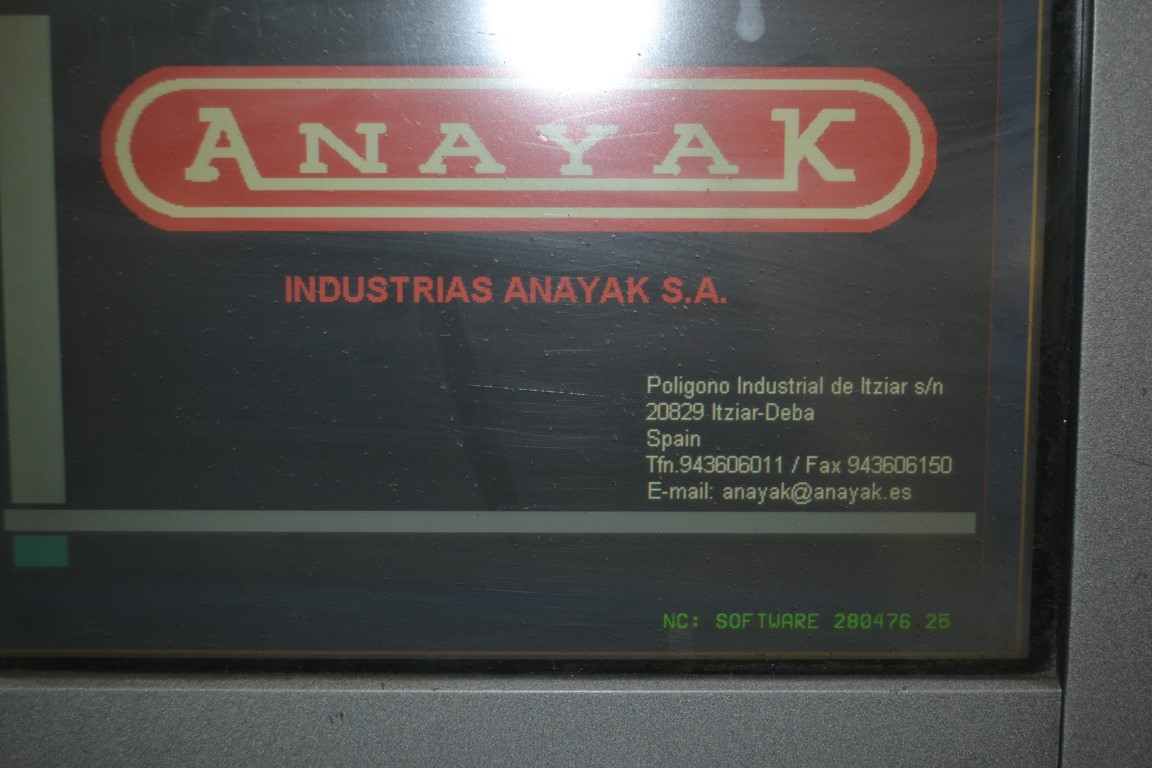 ANAYAK
INDUSTRIAS ANAYAK S.A.
Poligono Industrial de Itziar s/n
20829 Itziar-Deba
Spain
Tfn.943606011 / Fax 943606150
E-mail: anayak@anayak.es
NC: SOFTWARE 280476 25